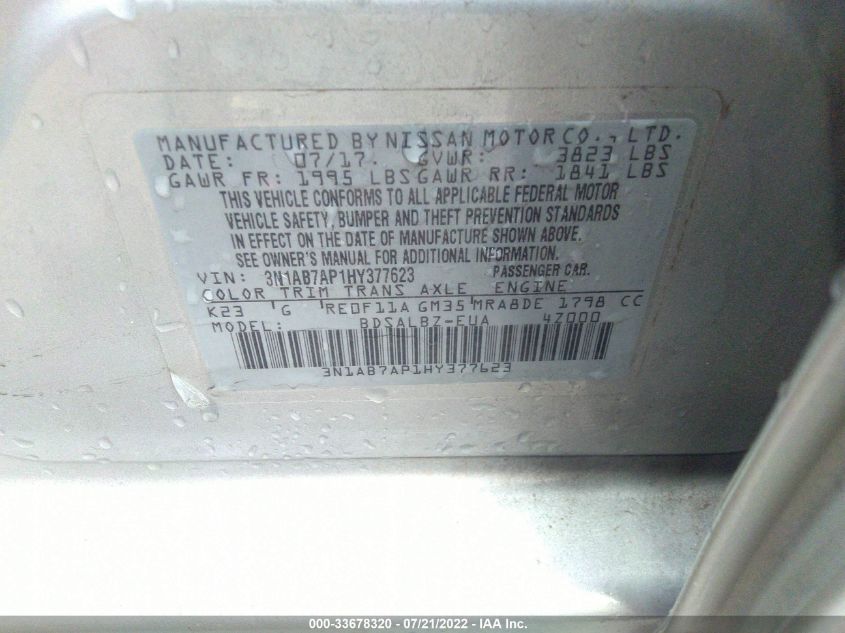 MANUFACTURED BY NISSAN MOTOR CO., LTD.
DATE: 07/17. GVWR: 3823 LBS
GAWR FR: 1995 LBS GAWR RR: 1841 LBS
THIS VEHICLE CONFORMS TO ALL APPLICABLE FEDERAL MOTOR
VEHICLE SAFETY, BUMPER AND THEFT PREVENTION STANDARDS
IN EFFECT ON THE DATE OF MANUFACTURE SHOWN ABOVE.
SEE OWNER'S MANUAL FOR ADDITIONAL INFORMATION.
VIN: 3N1AB7AP1HY377623 PASSENGER CAR.
COLOR TRIM TRANS AXLE ENGINE
K23 'G 'RE0F11A GM35'MRA8DE 1798 CC
MODEL: BDSALBZ-EUA 4Z000
3N1AB7AP1HY377623
000-33678320 - 07/21/2022 - IAA Inc.